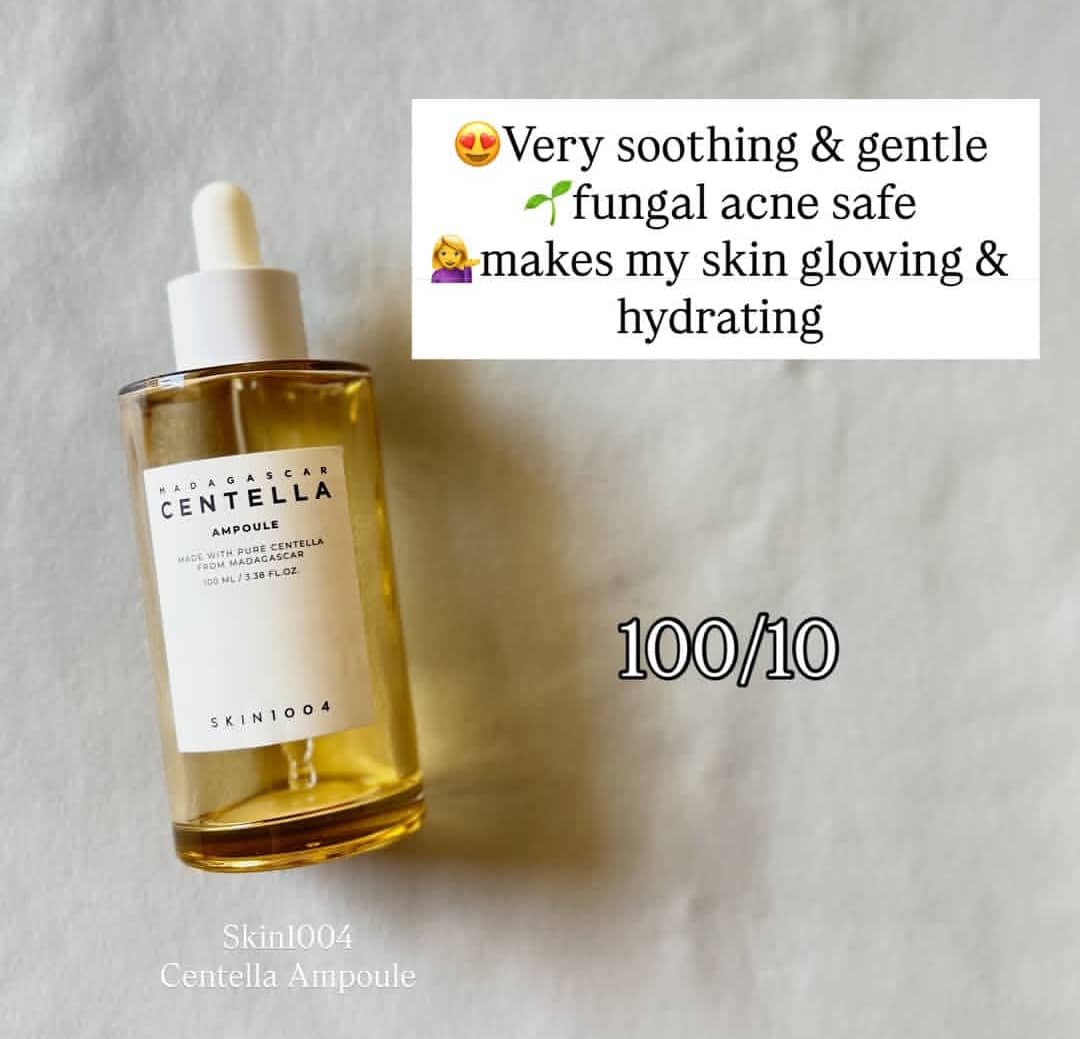 😍Very soothing & gentle
🌱fungal acne safe
💁‍♀️makes my skin glowing &
hydrating
MADAGASCAR
CENTELLA
AMPOULE
MADE WITH PURE CENTELLA
FROM MADAGASCAR
100 ML / 3.38 FL.OZ.
SKIN1004
100/10
Skin1004
Centella Ampoule